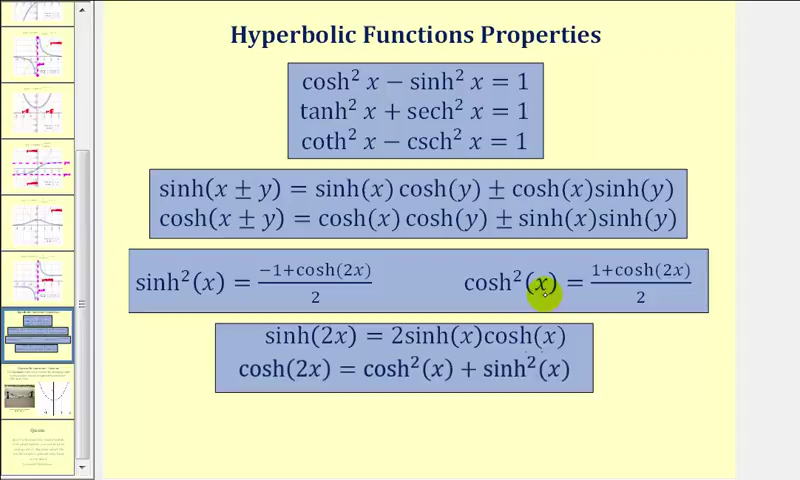 Hyperbolic Functions Properties
cosh² x − sinh² x = 1
tanh² x + sech² x = 1
coth² x − csch² x = 1
sinh(x ± y) = sinh(x) cosh(y) ± cosh(x)sinh(y)
cosh(x ± y) = cosh(x) cosh(y) ± sinh(x)sinh(y)
sinh²(x) = (−1+cosh(2x))/2 cosh²(x) = (1+cosh(2x))/2
sinh(2x) = 2sinh(x)cosh(x)
cosh(2x) = cosh²(x) + sinh²(x)